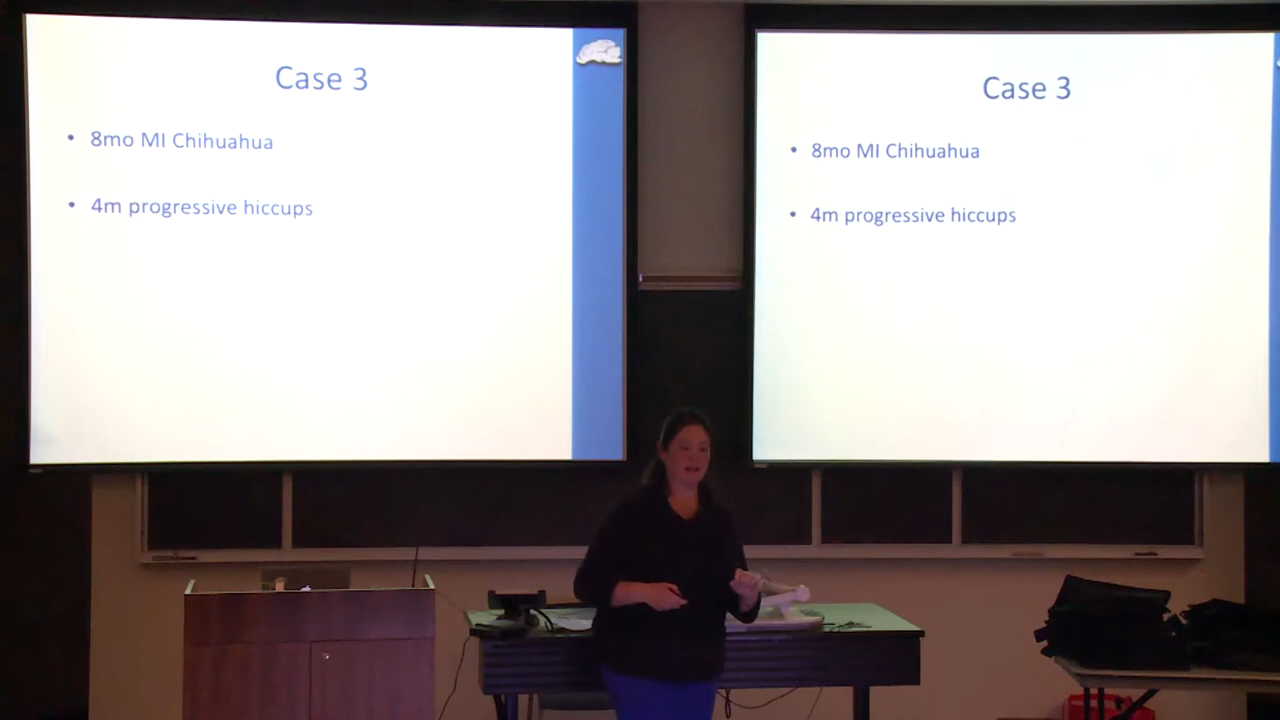 Case 3
• 8mo MI Chihuahua
• 4m progressive hiccups
Case 3
• 8mo MI Chihuahua
• 4m progressive hiccups